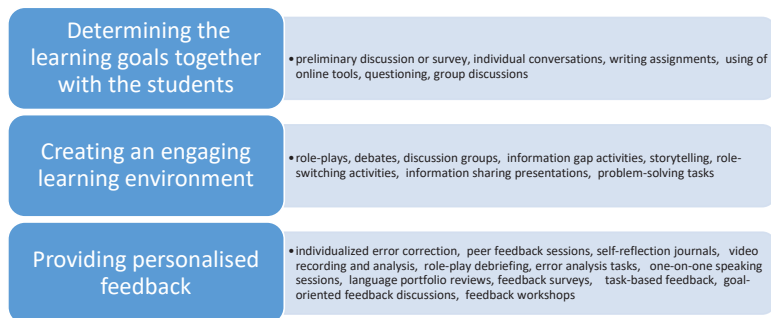 Determining the
learning goals together
with the students
•preliminary discussion or survey, individual conversations, writing assignments, using of
online tools, questioning, group discussions
Creating an engaging
learning environment
•role-plays, debates, discussion groups, information gap activities, storytelling, role-
switching activities, information sharing presentations, problem-solving tasks
Providing personalised
feedback
•individualized error correction, peer feedback sessions, self-reflection journals, video
recording and analysis, role-play debriefing, error analysis tasks, one-on-one speaking
sessions, language portfolio reviews, feedback surveys, task-based feedback, goal-
oriented feedback discussions, feedback workshops